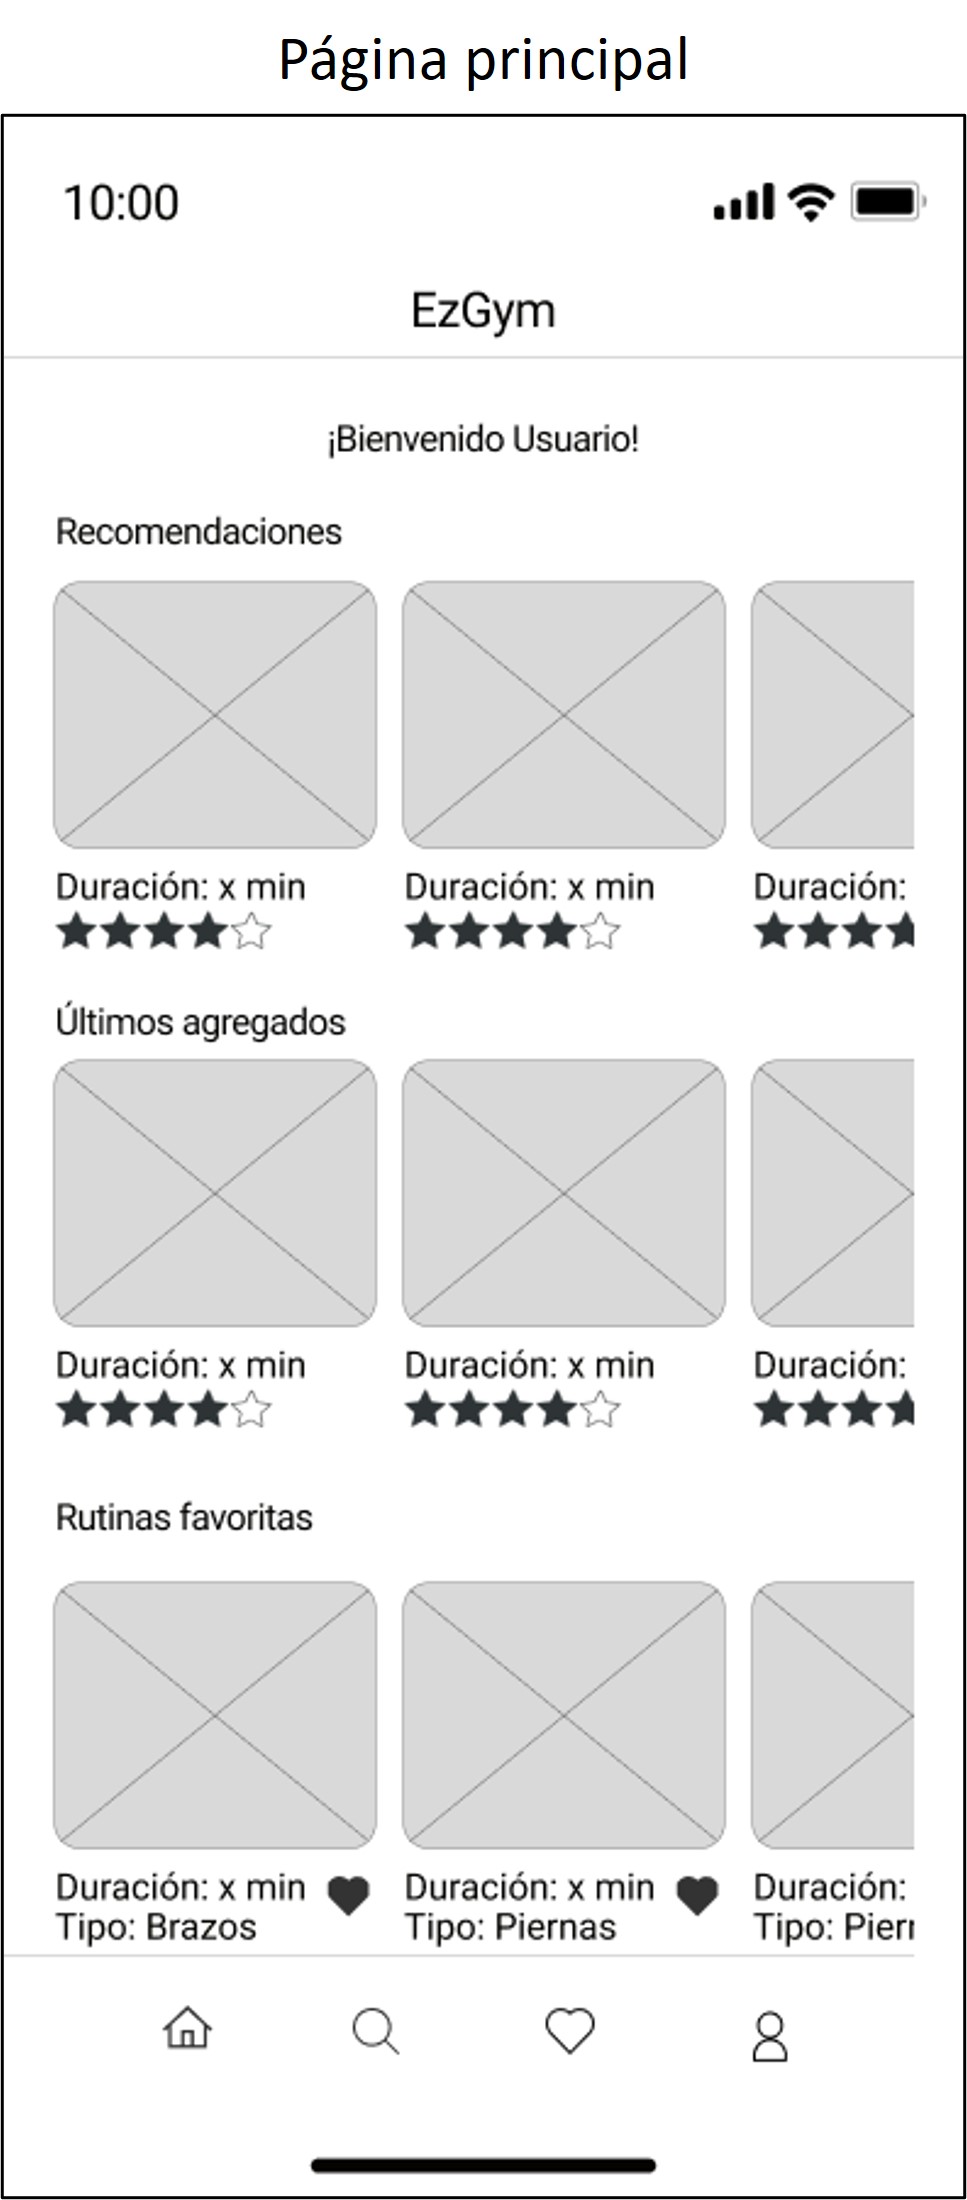 Página principal
10:00
EzGym
¡Bienvenido Usuario!
Recomendaciones
Duración: x min Duración: x min Duración:
Últimos agregados
Duración: x min Duración: x min Duración:
Rutinas favoritas
Duración: x min Duración: x min Duración:
Tipo: Brazos Tipo: Piernas Tipo: